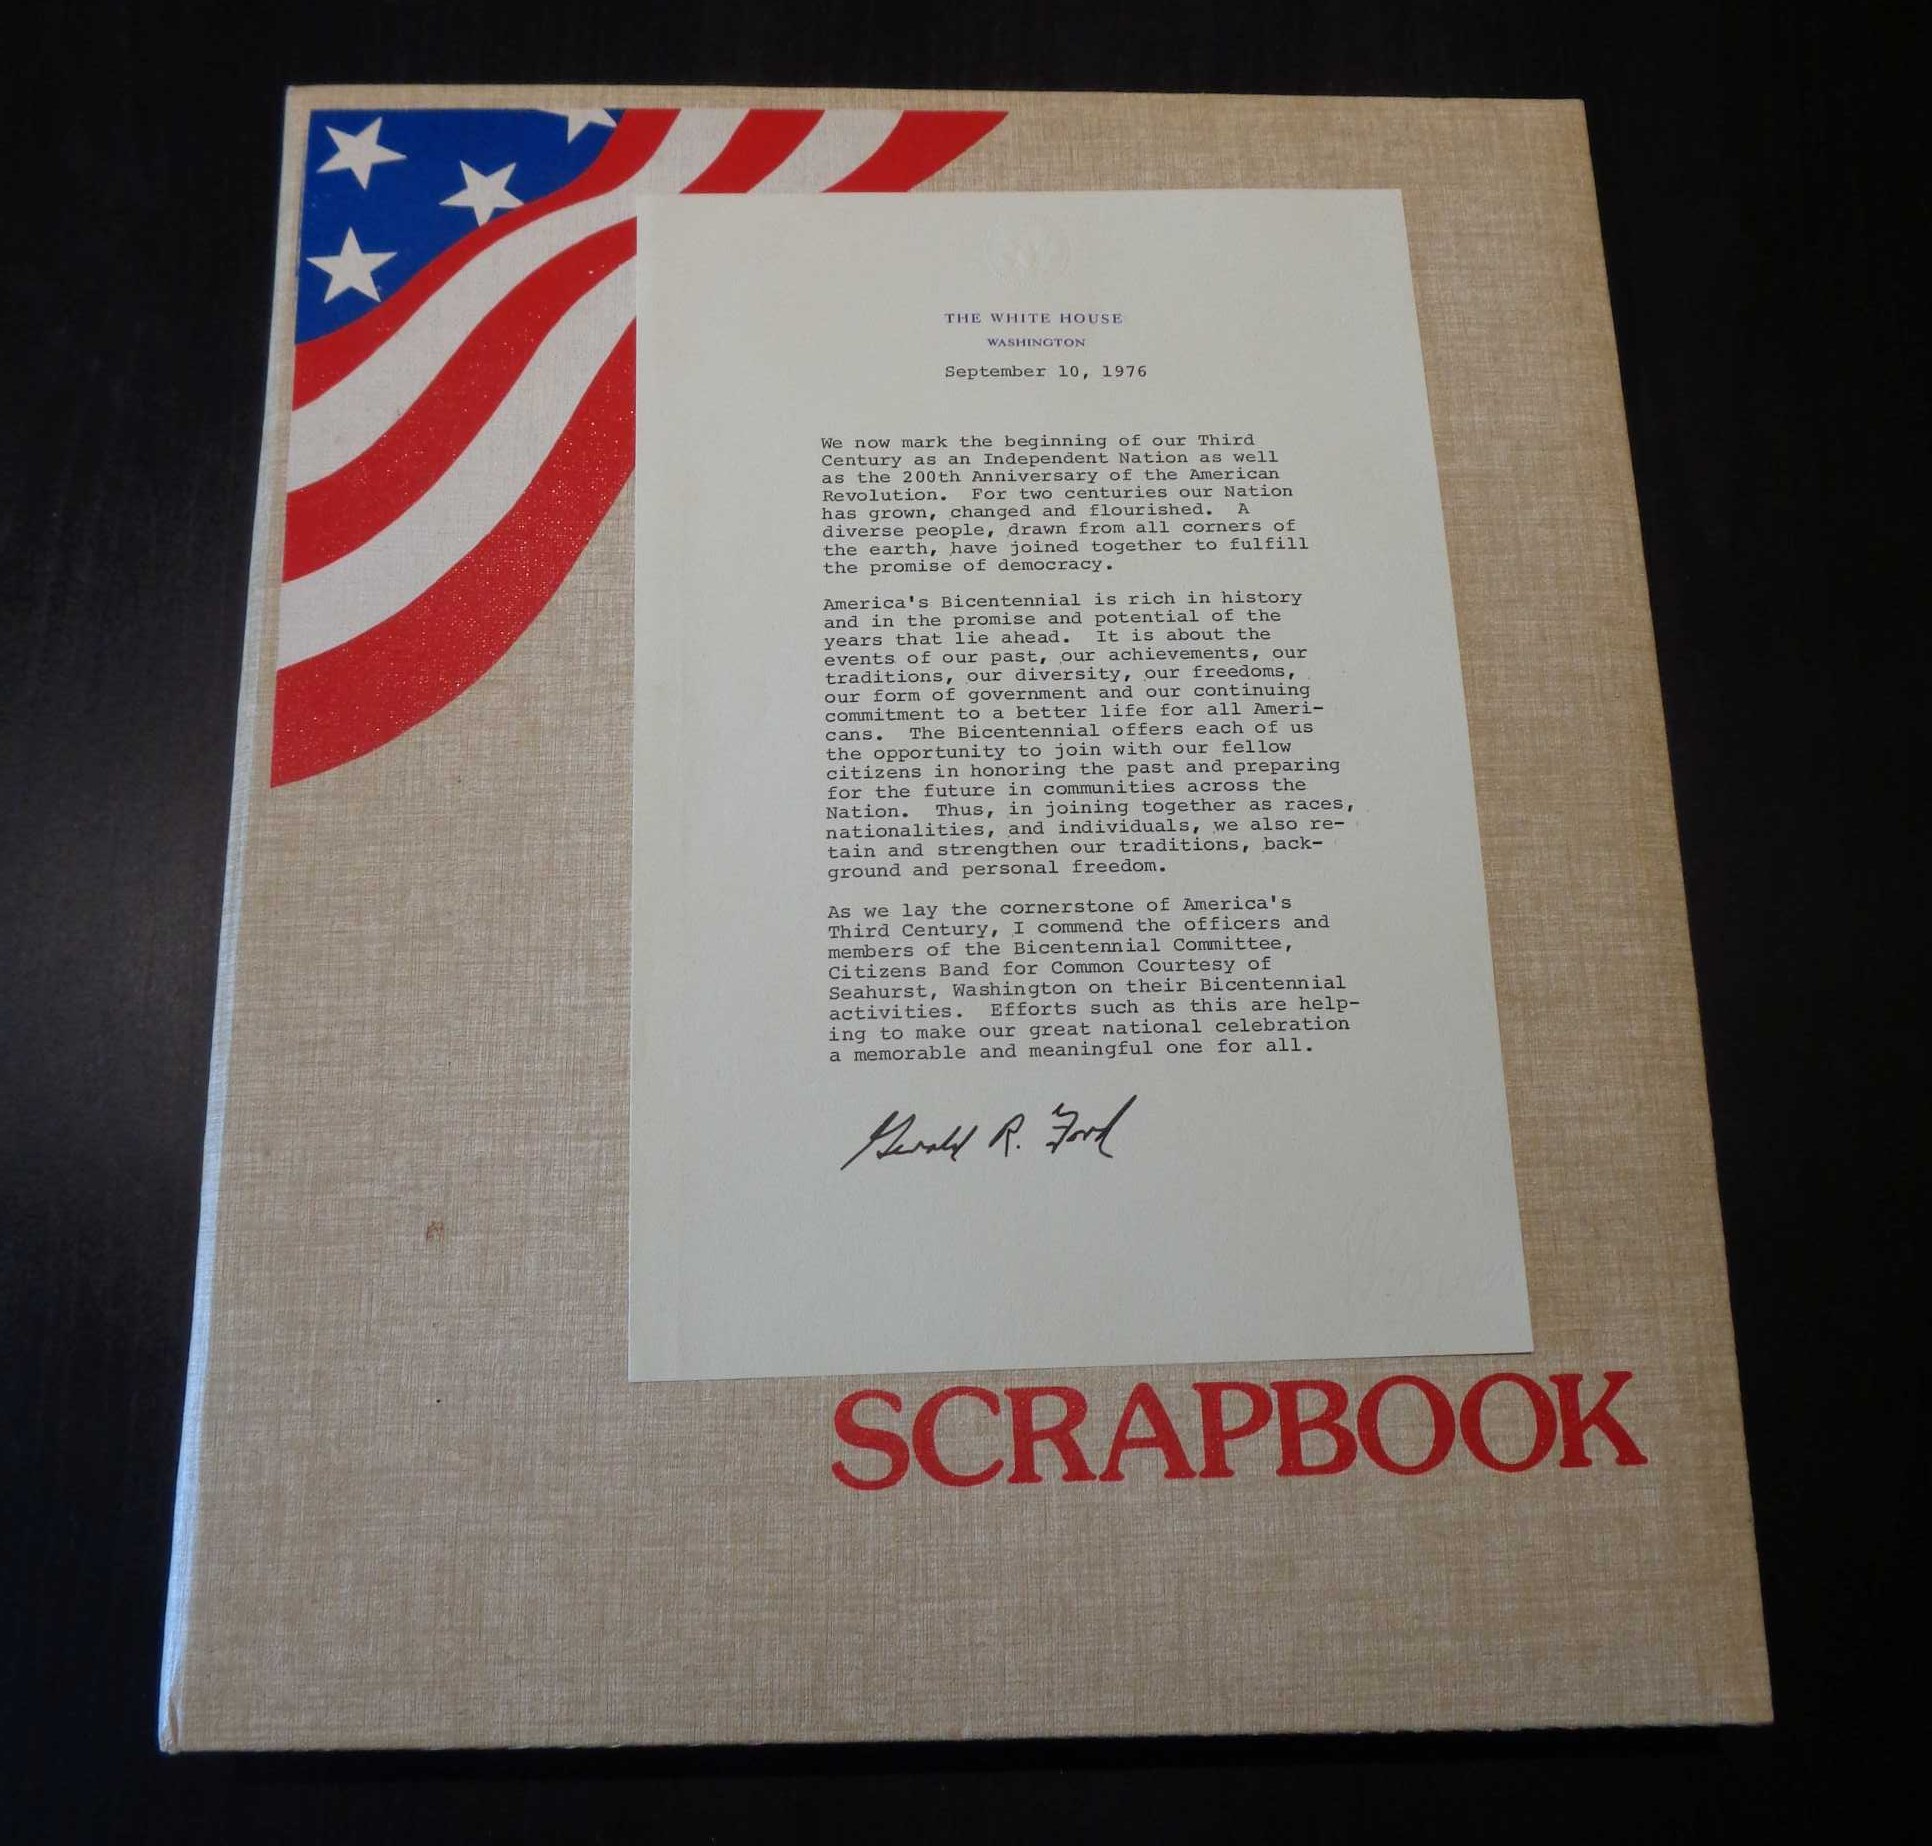 THE WHITE HOUSE
WASHINGTON
September 10, 1976
We now mark the beginning of our Third
Century as an Independent Nation as well
as the 200th Anniversary of the American
Revolution.  For two centuries our Nation
has grown, changed and flourished.  A
diverse people, drawn from all corners of
the earth, have joined together to fulfill
the promise of democracy.
America's Bicentennial is rich in history
and in the promise and potential of the
years that lie ahead.  It is about the
events of our past, our achievements, our
traditions, our diversity, our freedoms,
our form of government and our continuing
commitment to a better life for all Ameri-
cans.  The Bicentennial offers each of us
the opportunity to join with our fellow
citizens in honoring the past and preparing
for the future in communities across the
Nation.  Thus, in joining together as races,
nationalities, and individuals, we also re-
tain and strengthen our traditions, back-
ground and personal freedom.
As we lay the cornerstone of America's
Third Century, I commend the officers and
members of the Bicentennial Committee,
Citizens Band for Common Courtesy of
Seahurst, Washington on their Bicentennial
activities.  Efforts such as this are help-
ing to make our great national celebration
a memorable and meaningful one for all.
Gerald R. Ford
SCRAPBOOK